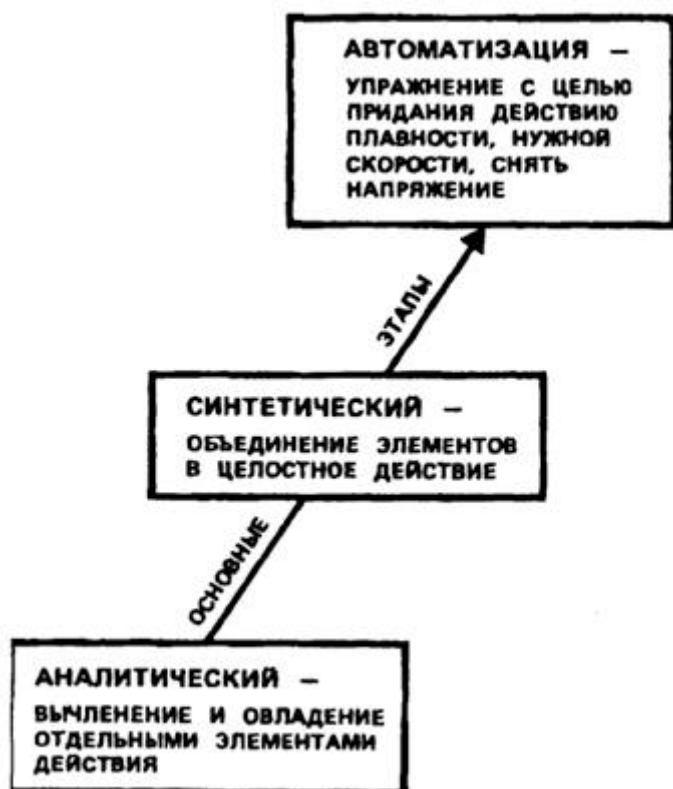 АВТОМАТИЗАЦИЯ —
УПРАЖНЕНИЕ С ЦЕЛЬЮ
ПРИДАНИЯ ДЕЙСТВИЮ
ПЛАВНОСТИ, НУЖНОЙ
СКОРОСТИ, СНЯТЬ
НАПРЯЖЕНИЕ
ЭТАПЫ
СИНТЕТИЧЕСКИЙ —
ОБЪЕДИНЕНИЕ ЭЛЕМЕНТОВ
В ЦЕЛОСТНОЕ ДЕЙСТВИЕ
ОСНОВНЫЕ
АНАЛИТИЧЕСКИЙ —
ВЫЧЛЕНЕНИЕ И ОВЛАДЕНИЕ
ОТДЕЛЬНЫМИ ЭЛЕМЕНТАМИ
ДЕЙСТВИЯ